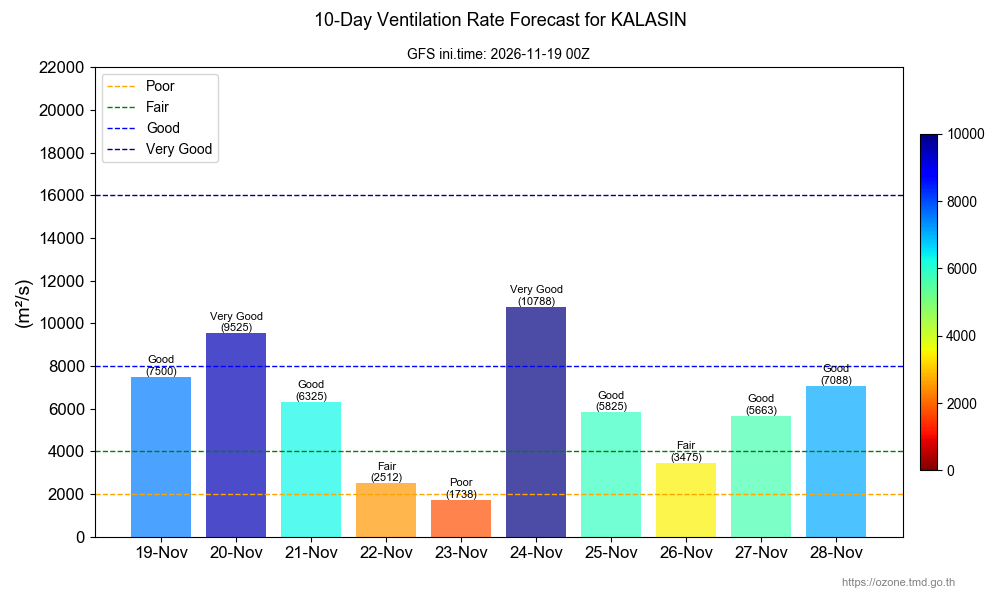 10-Day Ventilation Rate Forecast for KALASIN
GFS ini.time: 2026-11-19 00Z
(m²/s)
22000
20000
18000
16000
14000
12000
10000
8000
6000
4000
2000
0
Poor
Fair
Good
Very Good
Good
(7500)
Very Good
(9525)
Good
(6325)
Fair
(2512)
Poor
(1738)
Very Good
(10788)
Good
(5825)
Fair
(3475)
Good
(5663)
Good
(7088)
19-Nov 20-Nov 21-Nov 22-Nov 23-Nov 24-Nov 25-Nov 26-Nov 27-Nov 28-Nov
10000
8000
6000
4000
2000
0
https://ozone.tmd.go.th